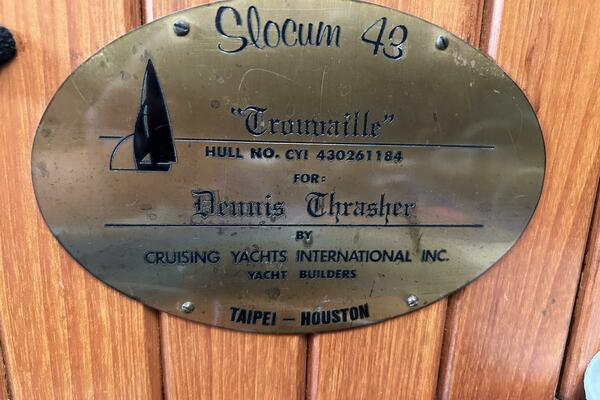 Slocum 43
"Trouvaille"
HULL NO. CYI 430261184
FOR:
Dennis Thrasher
BY
CRUISING YACHTS INTERNATIONAL INC.
YACHT BUILDERS
TAIPEI – HOUSTON